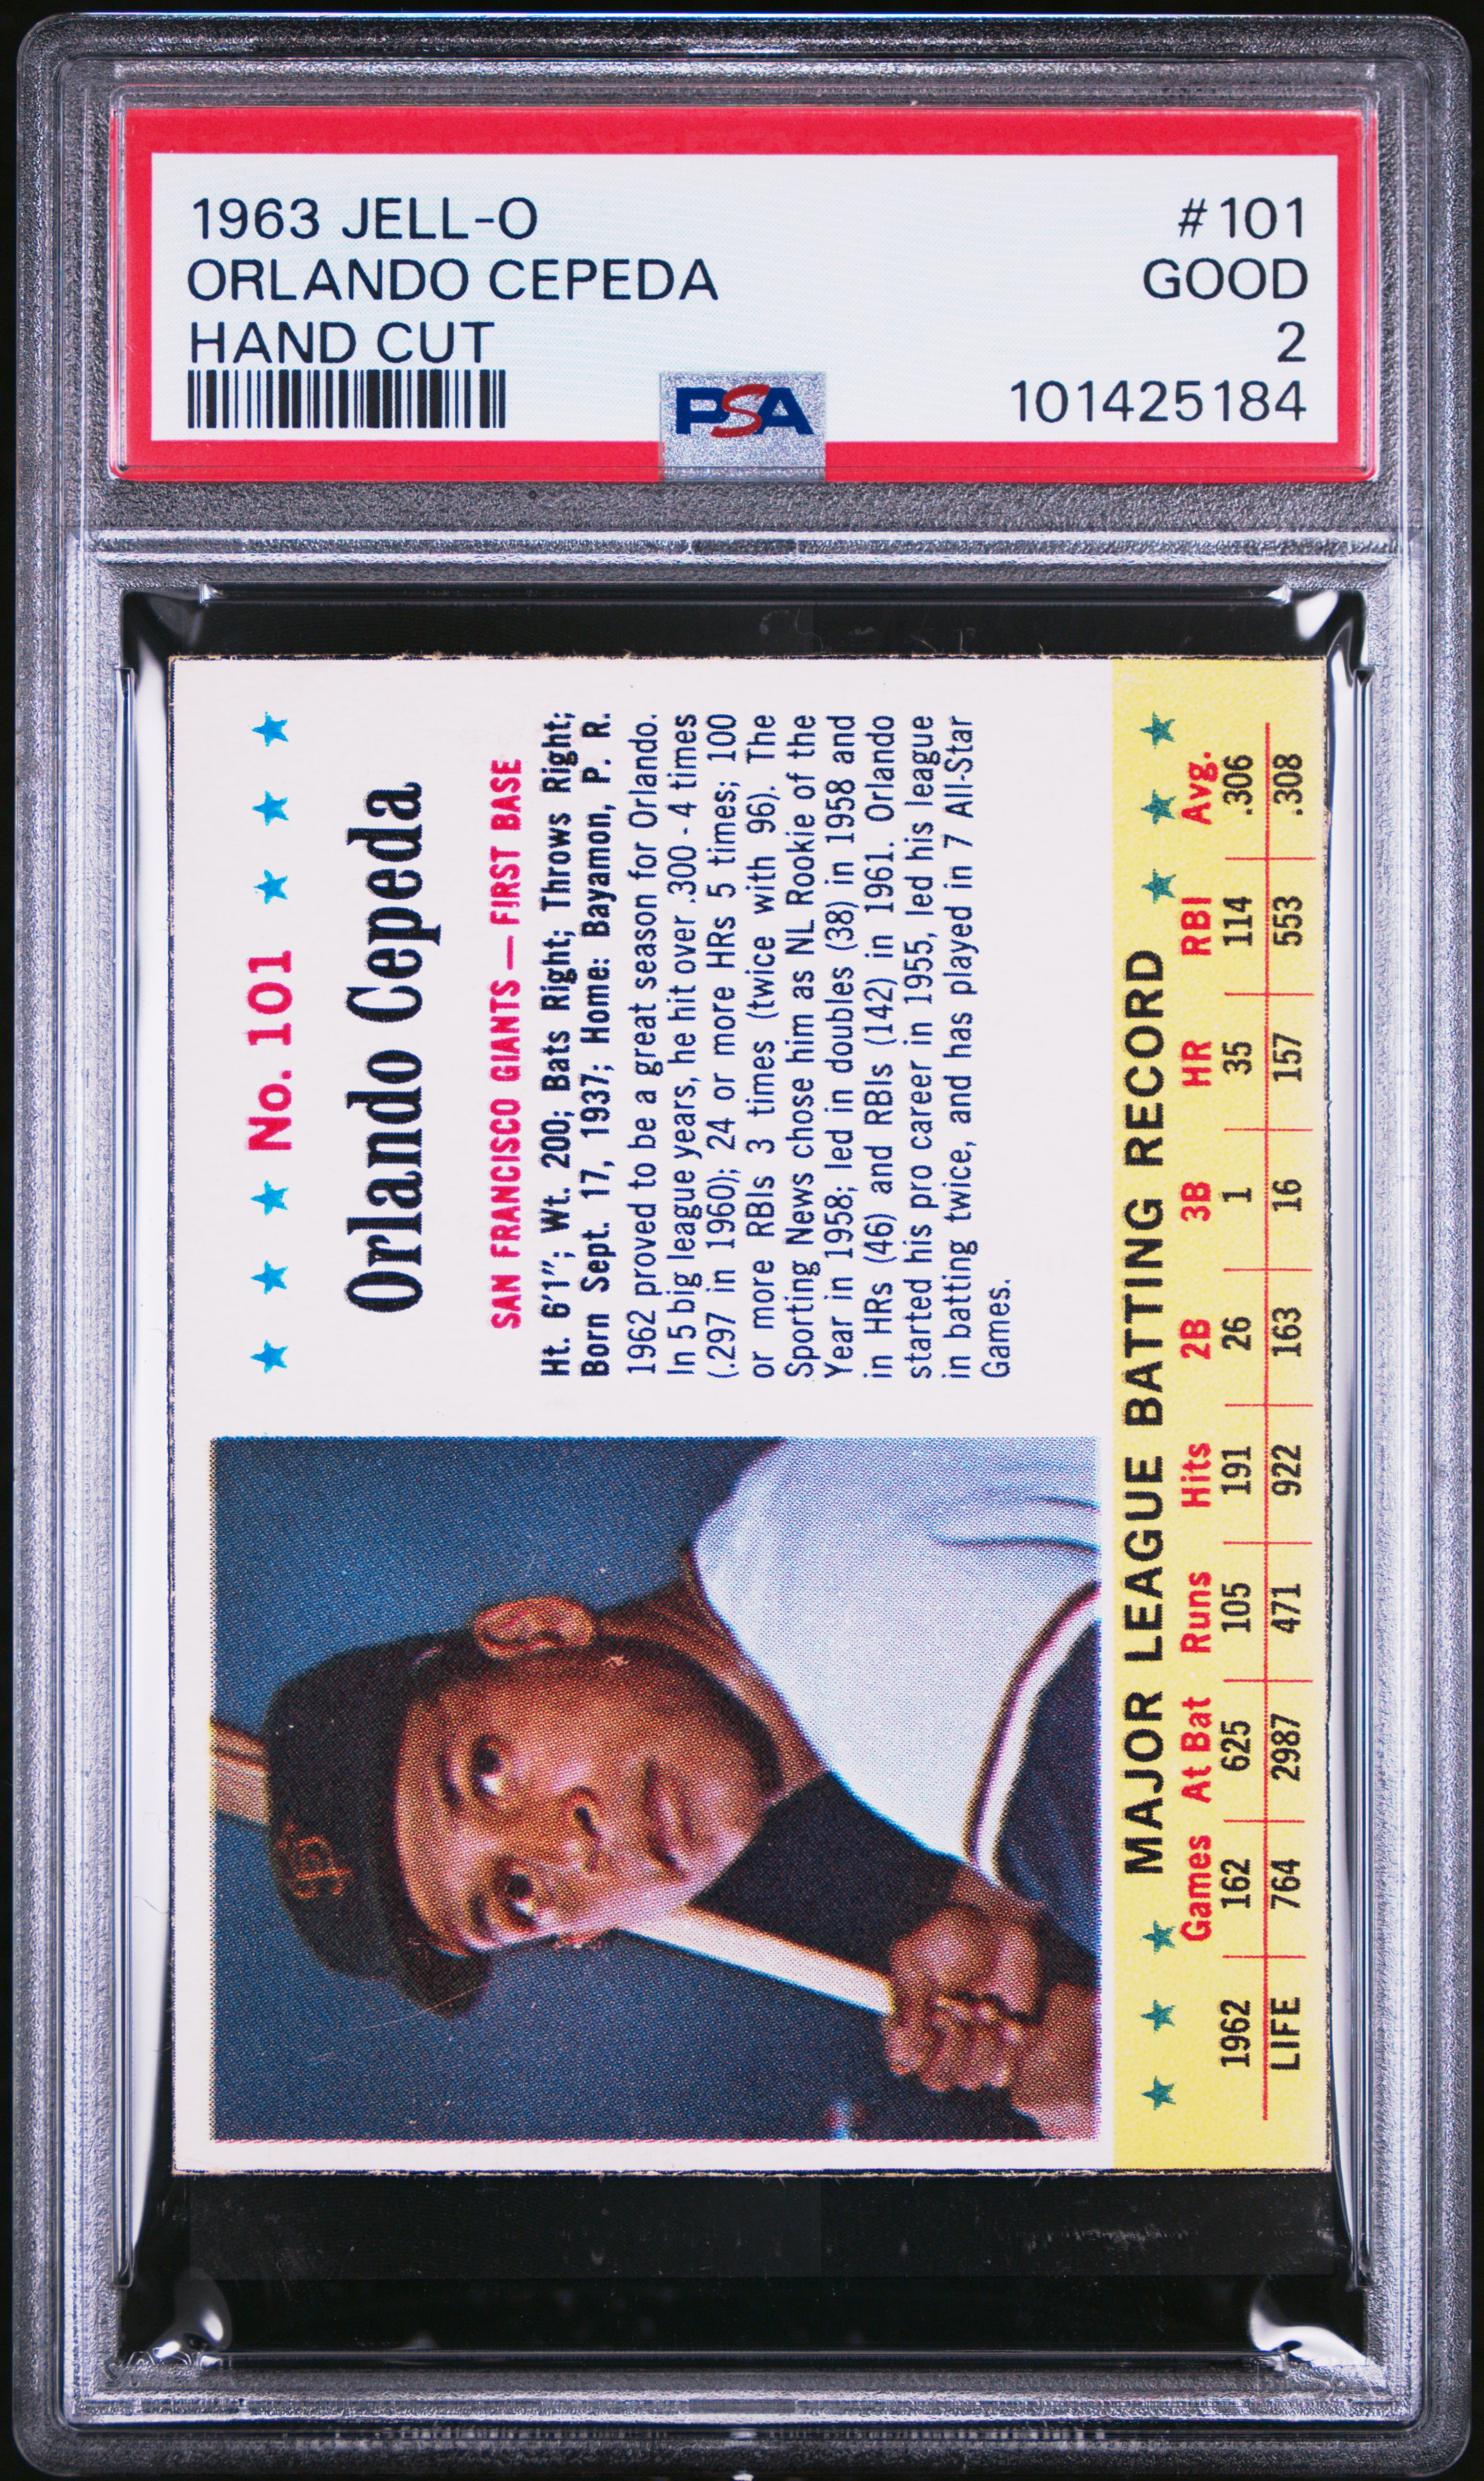 1963 JELL-O #101
ORLANDO CEPEDA GOOD
HAND CUT 2
PSA 101425184
No. 101
Orlando Cepeda
SAN FRANCISCO GIANTS — FIRST BASE
Ht. 6'1"; Wt. 200; Bats Right; Throws Right;
Born Sept. 17, 1937; Home: Bayamon, P. R.
1962 proved to be a great season for Orlando.
In 5 big league years, he hit over .300 - 4 times
(.297 in 1960); 24 or more HRs 5 times; 100
or more RBIs 3 times (twice with 96). The
Sporting News chose him as NL Rookie of the
Year in 1958; led in doubles (38) in 1958 and
in HRs (46) and RBIs (142) in 1961. Orlando
started his pro career in 1955, led his league
in batting twice, and has played in 7 All-Star
Games.
SF
MAJOR LEAGUE BATTING RECORD
Games At Bat Runs Hits 2B 3B HR RBI Avg.
1962 162 625 105 191 26 1 35 114 .306
LIFE 764 2987 471 922 163 16 157 553 .308